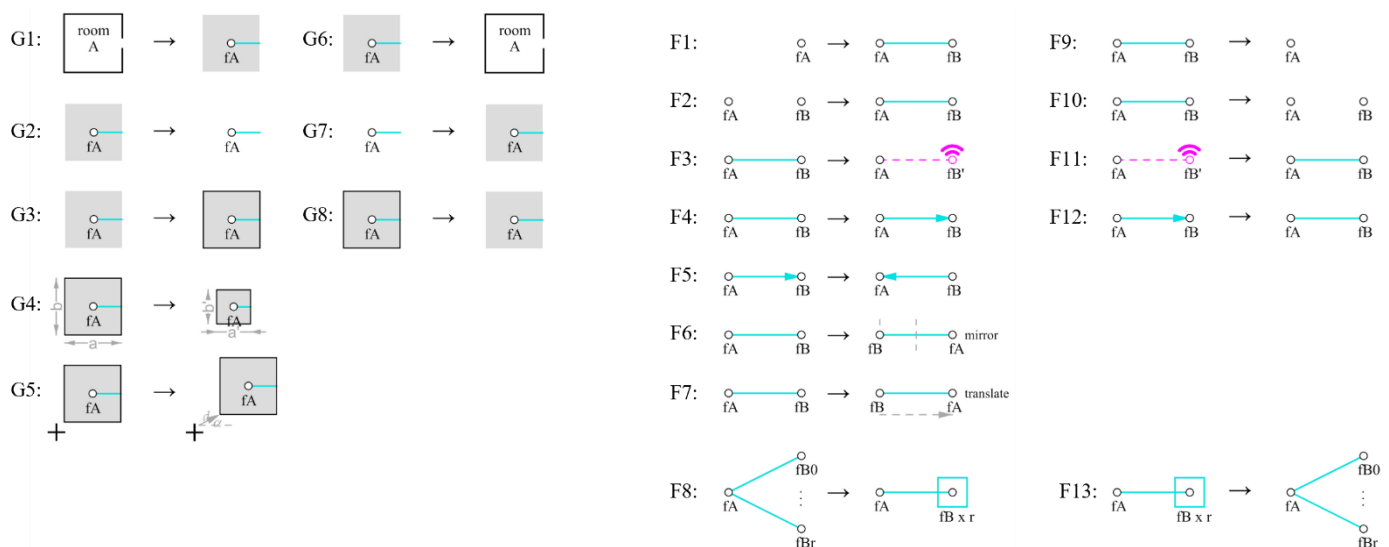 G1: room A → fA
G6: fA → room A
G2: fA → fA
G7: fA → fA
G3: fA → fA
G8: fA → fA
G4: b a fA → b' a' fA
G5: fA → fA d α
F1: fA → fA fB
F9: fA fB → fA
F2: fA fB → fA fB
F10: fA fB → fA fB
F3: fA fB → fA fB'
F11: fA fB' → fA fB
F4: fA fB → fA fB
F12: fA fB → fA fB
F5: fA fB → fA fB
F6: fA fB → fB fA mirror
F7: fA fB → fB fA translate
F8: fA fB0 ⋮ fBr → fA fB x r
F13: fA fB x r → fA fB0 ⋮ fBr